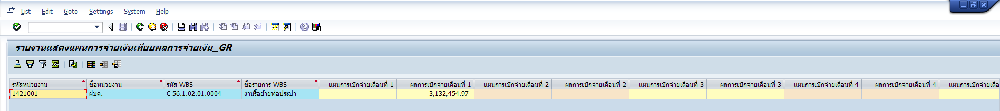 List Edit Goto Settings System Help
รายงานแสดงแผนการจ่ายเงินเทียบผลการจ่ายเงิน_GR
รหัสหน่วยงาน ชื่อหน่วยงาน รหัส WBS ชื่อรายการ WBS แผนการเบิกจ่ายเดือนที่ 1 ผลการเบิกจ่ายเดือนที่ 1 แผนการเบิกจ่ายเดือนที่ 2 ผลการเบิกจ่ายเดือนที่ 2 แผนการเบิกจ่ายเดือนที่ 3 ผลการเบิกจ่ายเดือนที่ 3 แผนการเบิกจ่ายเดือนที่ 4 ผลการเบิกจ่ายเดือนที่ 4 แผนการเบิกจ่ายเดือ
1421001 ฝบค. C-56.1.02.01.0004 งานรื้อย้ายท่อประปา 3,132,454.97